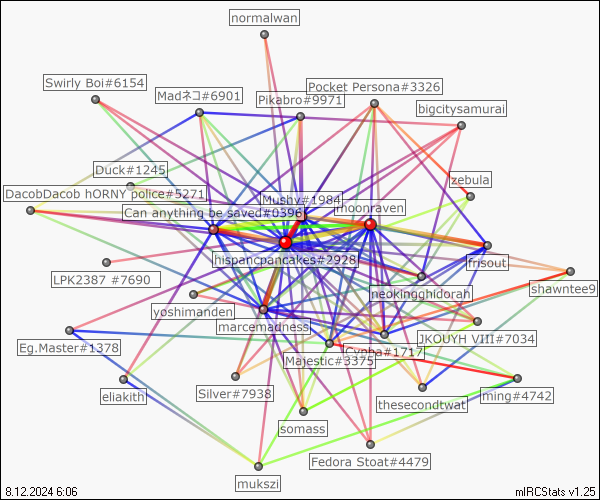 normalwan
Swirly Boi#6154
Pocket Persona#3326
Madネコ#6901
Pikabro#9971
bigcitysamurai
Duck#1245
zebula
DacobDacob hORNY police#5271
Mushy#1984
moonraven
Can anything be saved#0396
hispancpancakes#2928
frisout
LPK2387 #7690
shawntee9
neokingghidorah
yoshimanden
marcemadness
JKOUYH VIII#7034
Eg.Master#1378
Majestic#3375
#1717
Silver#7938
eliakith
ming#4742
thesecondtwat
somass
Fedora Stoat#4479
mukszi
8.12.2024 6:06
mIRCStats v1.25